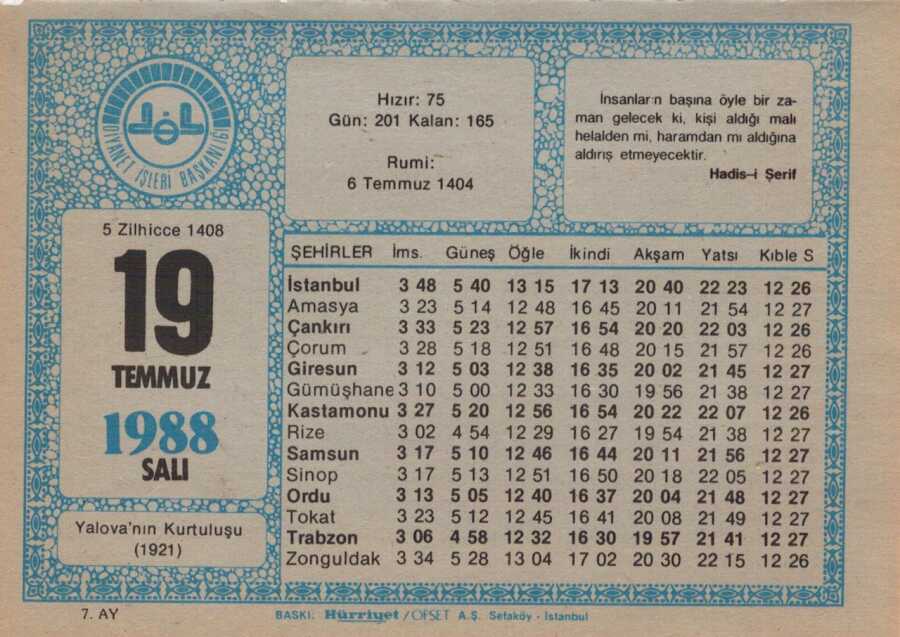 DİYANET İŞLERİ BAŞKANLIĞI
Hızır: 75
Gün: 201 Kalan: 165
Rumi:
6 Temmuz 1404
İnsanların başına öyle bir za-
man gelecek ki, kişi aldığı malı
helalden mi, haramdan mı aldığına
aldırış etmeyecektir.
Hadis-i Şerif
5 Zilhicce 1408
19
TEMMUZ
1988
SALI
Yalova'nın Kurtuluşu
(1921)
ŞEHİRLER İms. Güneş Öğle İkindi Akşam Yatsı Kıble S
İstanbul 3 48 5 40 13 15 17 13 20 40 22 23 12 26
Amasya 3 23 5 14 12 48 16 45 20 11 21 54 12 27
Çankırı 3 33 5 23 12 57 16 54 20 20 22 03 12 26
Çorum 3 28 5 18 12 51 16 48 20 15 21 57 12 26
Giresun 3 12 5 03 12 38 16 35 20 02 21 45 12 27
Gümüşhane 3 10 5 00 12 33 16 30 19 56 21 38 12 27
Kastamonu 3 27 5 20 12 56 16 54 20 22 22 07 12 26
Rize 3 02 4 54 12 29 16 27 19 54 21 38 12 27
Samsun 3 17 5 10 12 46 16 44 20 11 21 56 12 27
Sinop 3 17 5 13 12 51 16 50 20 18 22 05 12 27
Ordu 3 13 5 05 12 40 16 37 20 04 21 48 12 27
Tokat 3 23 5 12 12 45 16 41 20 08 21 49 12 27
Trabzon 3 06 4 58 12 32 16 30 19 57 21 41 12 27
Zonguldak 3 34 5 28 13 04 17 02 20 30 22 15 12 26
7. AY
BASKI: Hürriyet / OFSET A.Ş. Sefaköy - İstanbul